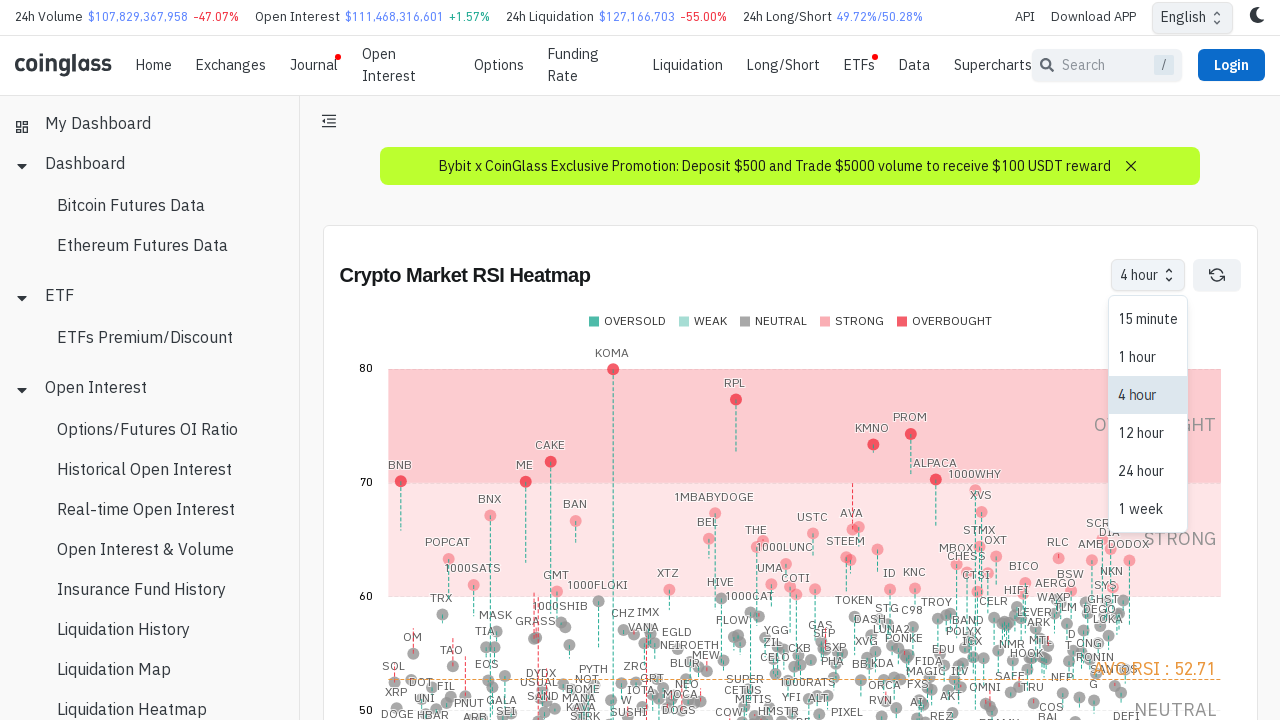 24h Volume $107,829,367,958 -47.07% Open Interest $111,468,316,601 +1.57% 24h Liquidation $127,166,703 -55.00% 24h Long/Short 49.72%/50.28% API Download APP English
coinglass Home Exchanges Journal Open Interest Options Funding Rate Liquidation Long/Short ETFs Data Supercharts Search / Login
My Dashboard
Dashboard
Bitcoin Futures Data
Ethereum Futures Data
ETF
ETFs Premium/Discount
Open Interest
Options/Futures OI Ratio
Historical Open Interest
Real-time Open Interest
Open Interest & Volume
Insurance Fund History
Liquidation History
Liquidation Map
Liquidation Heatmap
Bybit x CoinGlass Exclusive Promotion: Deposit $500 and Trade $5000 volume to receive $100 USDT reward
Crypto Market RSI Heatmap
4 hour
15 minute
1 hour
4 hour
12 hour
24 hour
1 week
OVERSOLD WEAK NEUTRAL STRONG OVERBOUGHT
KOMA
80
RPL
PROM
KMNO
CAKE
BNB ME ALPACA
1000WHY
70
BNX 1MBABYDOGE XVS
BAN
BEL USTC AVA
THE STMX
POPCAT STEEM OXT RLC AMB DODOX
STRONG
1000LUNC MBOX
CHESS
1000SATS UMA BICO
GMT XTZ COTI ID KNC CTSI BSW NKN
1000FLOKI HIVE AERGO SYS
60
TRX 1000SHIB 1000CAT TOKEN TROY CELR HIFI WAXP GHST
MASK CHZ IMX STG C98 LEVER TLM DEGO
GRASS FLOW GAS DASH BAND ARK LOKA
TIA VANA EGLD YGG SFP LUNA2 POLYX
OM NEIROETH ZIL XVG PONKE ICX NMR MTL TONG
TAO MEW CELO CKB SXP EDU HOOK RONIN
SOL EOS ZRO BLUR PHA BB KDA FIDA
DYDX PYTH AVG RSI : 52.71
DOT USUAL NOT GRT NEO SUPER 1000RATS ORCA FXS MAGIC ILV SAFE NFP
XRP UNI FIL SAND BOME IOTA MOCA CETUS OMNI TRU
PNUT GALA MANA W METIS YFI ALT RVN AKT COS
50
DOGE HBAR ARB SEI KAVA STRK SUSHI DOGS COW HMSTR PIXEL AI REZ NEUTRAL